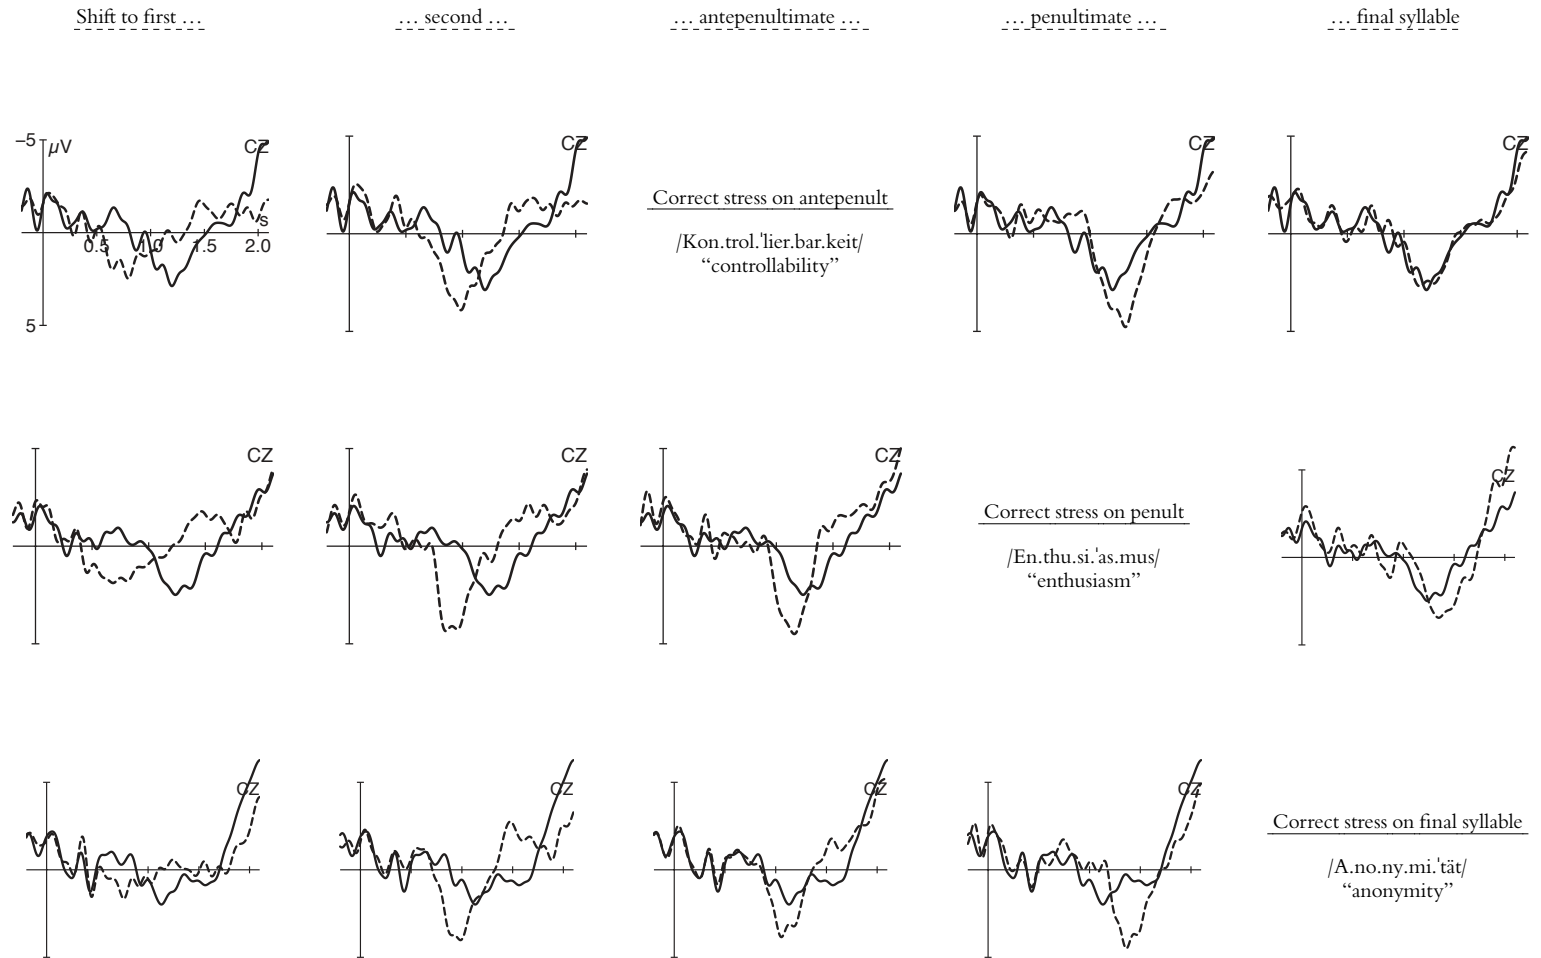 Shift to first …
… second …
… antepenultimate …
… penultimate …
… final syllable
−5
µV
CZ
s
0.5
1.0
1.5
2.0
5
CZ
Correct stress on antepenult
/Kon.trol.ˈlier.bar.keit/
“controllability”
CZ
CZ
CZ
CZ
CZ
Correct stress on penult
/En.thu.si.ˈas.mus/
“enthusiasm”
CZ
CZ
CZ
CZ
CZ
Correct stress on final syllable
/A.no.ny.mi.ˈtät/
“anonymity”